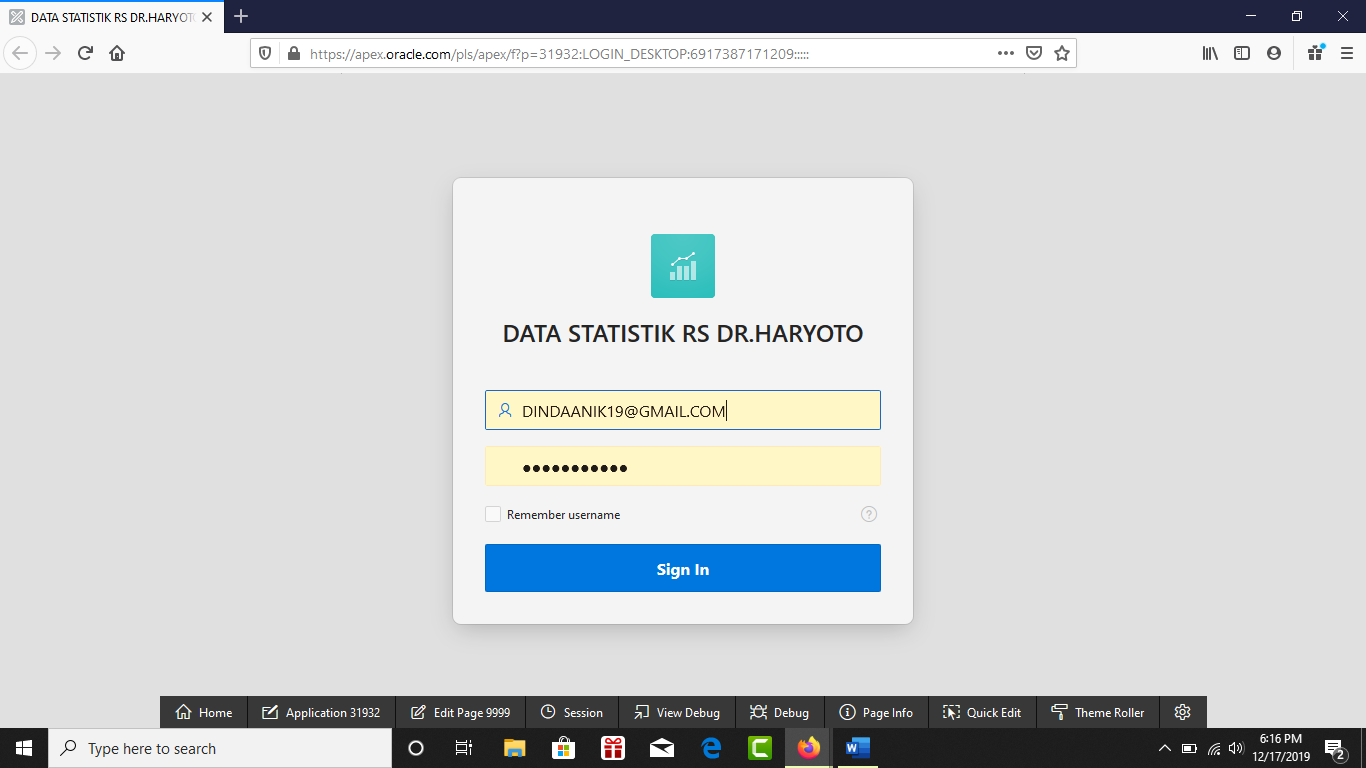 DATA STATISTIK RS DR.HARYOT
https://apex.oracle.com/pls/apex/f?p=31932:LOGIN_DESKTOP:6917387171209:::::
DATA STATISTIK RS DR.HARYOTO
DINDAANIK19@GMAIL.COM
Remember username
?
Sign In
Home
Application 31932
Edit Page 9999
Session
View Debug
Debug
Page Info
Quick Edit
Theme Roller
Type here to search
6:16 PM
12/17/2019
2